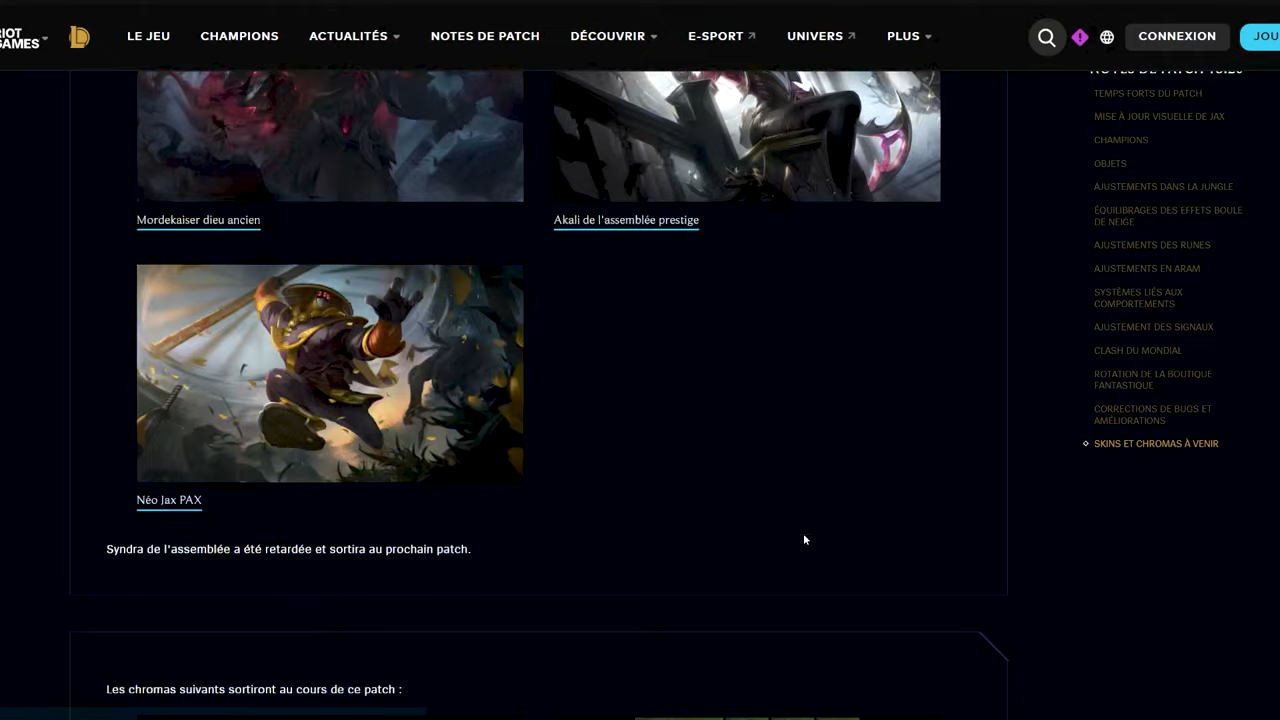 RIOT
GAMES
LE JEU
CHAMPIONS
ACTUALITÉS
NOTES DE PATCH
DÉCOUVRIR
E-SPORT
UNIVERS
PLUS
CONNEXION
JOU
Mordekaiser dieu ancien
Akali de l'assemblée prestige
Néo Jax PAX
Syndra de l'assemblée a été retardée et sortira au prochain patch.
Les chromas suivants sortiront au cours de ce patch :
NOTES DE PATCH
TEMPS FORTS DU PATCH
MISE À JOUR VISUELLE DE JAX
CHAMPIONS
OBJETS
AJUSTEMENTS DANS LA JUNGLE
ÉQUILIBRAGES DES EFFETS BOULE
DE NEIGE
AJUSTEMENTS DES RUNES
AJUSTEMENTS EN ARAM
SYSTÈMES LIÉS AUX
COMPORTEMENTS
AJUSTEMENT DES SIGNAUX
CLASH DU MONDIAL
ROTATION DE LA BOUTIQUE
FANTASTIQUE
CORRECTIONS DE BUGS ET
AMÉLIORATIONS
SKINS ET CHROMAS À VENIR